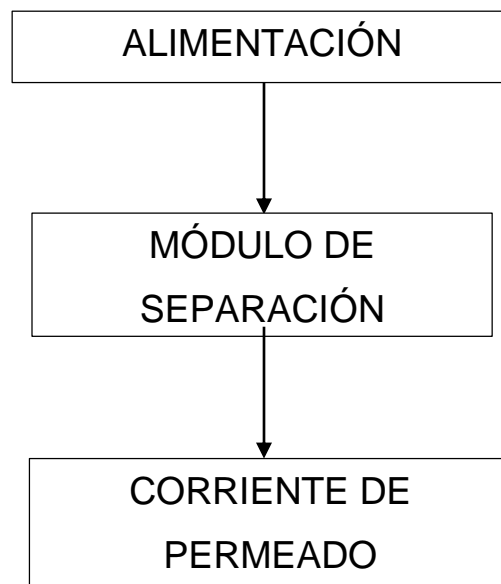 ALIMENTACIÓN
MÓDULO DE
SEPARACIÓN
CORRIENTE DE
PERMEADO